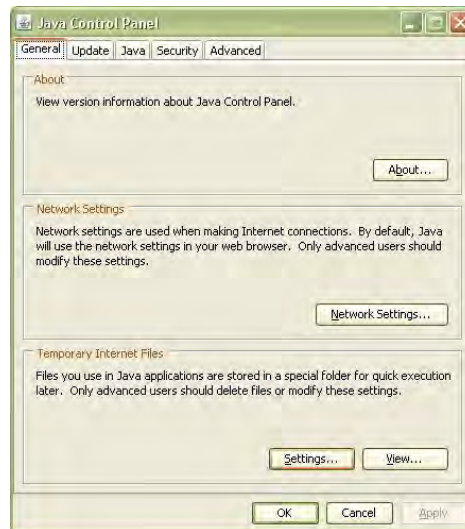 Java Control Panel
General Update Java Security Advanced
About
View version information about Java Control Panel.
About...
Network Settings
Network settings are used when making Internet connections. By default, Java
will use the network settings in your web browser. Only advanced users should
modify these settings.
Network Settings...
Temporary Internet Files
Files you use in Java applications are stored in a special folder for quick execution
later. Only advanced users should delete files or modify these settings.
Settings... View...
OK Cancel Apply